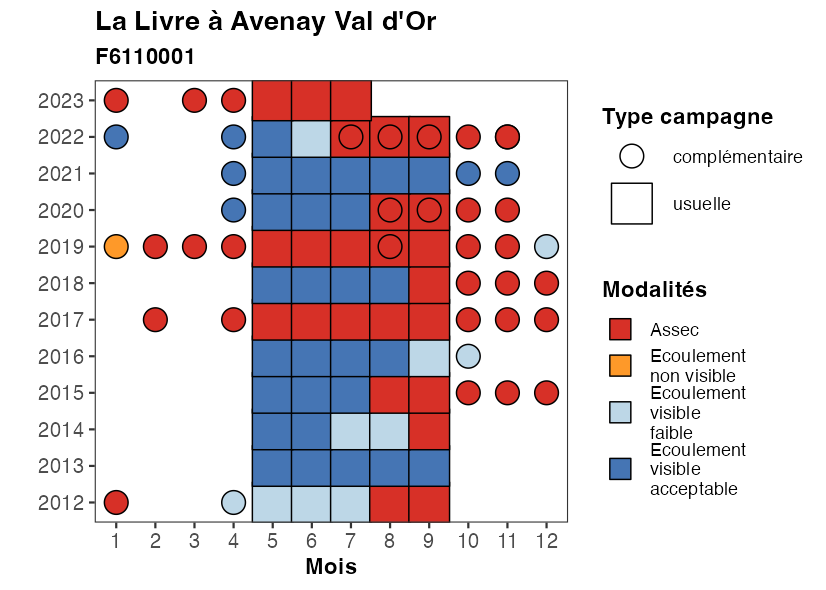 La Livre à Avenay Val d'Or
F6110001
2023
2022
2021
2020
2019
2018
2017
2016
2015
2014
2013
2012
1 2 3 4 5 6 7 8 9 10 11 12
Mois
Type campagne
complémentaire
usuelle
Modalités
Assec
Ecoulement
non visible
Ecoulement
visible
faible
Ecoulement
visible
acceptable